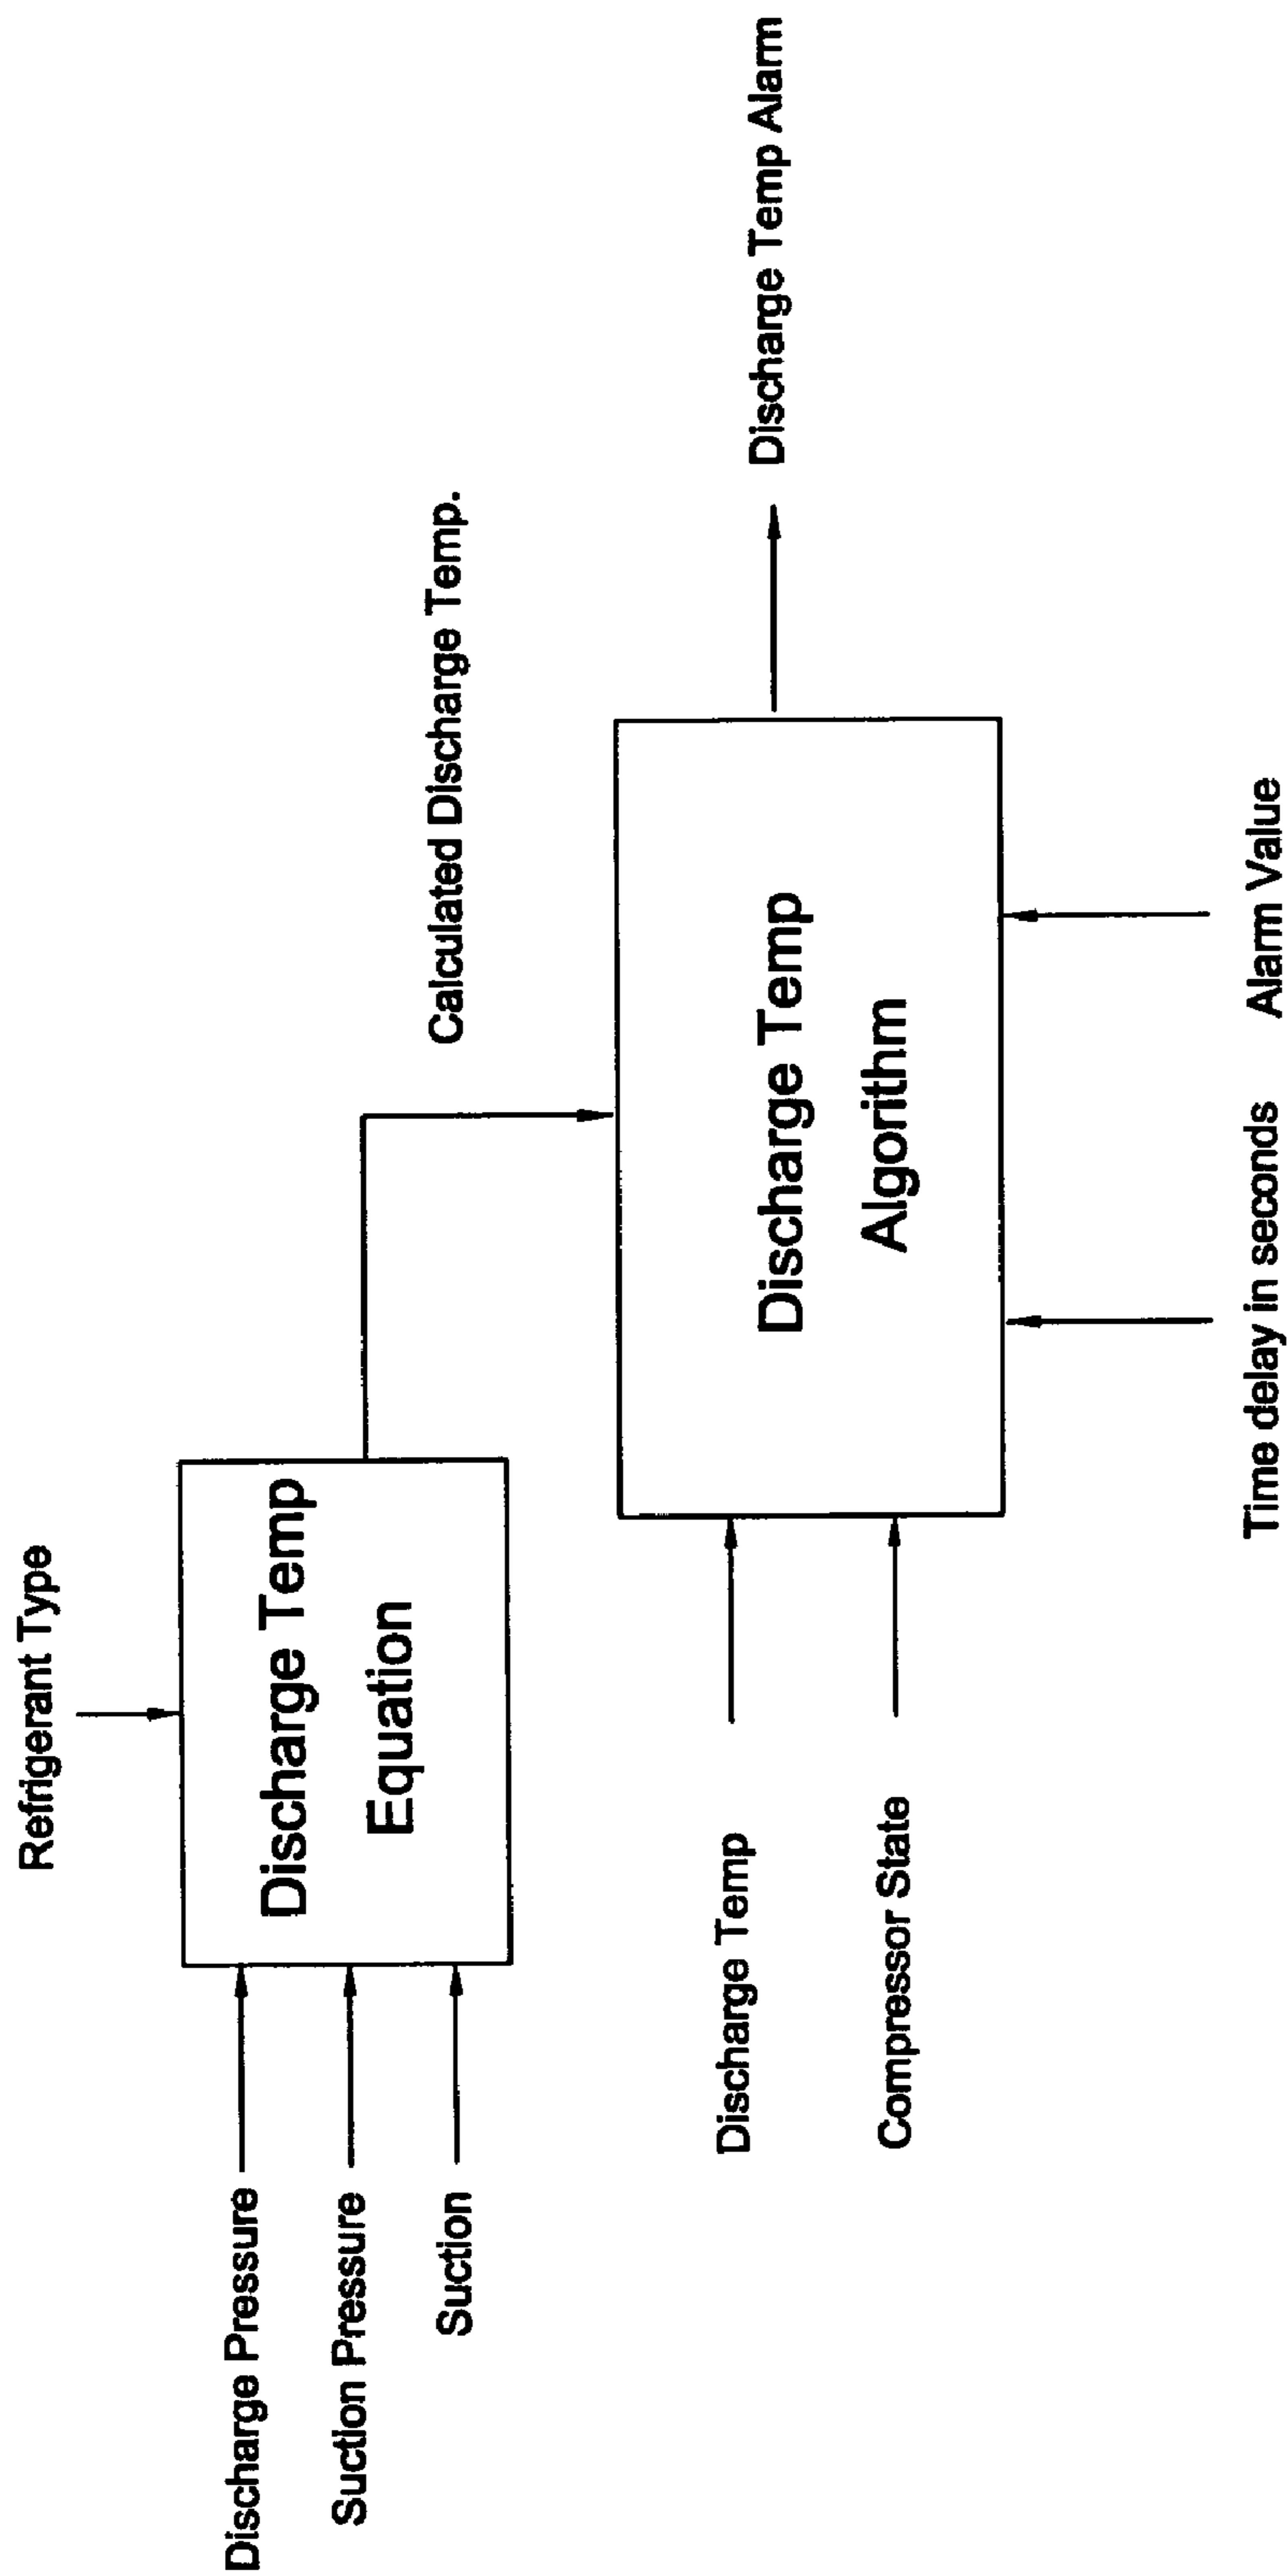 Refrigerant Type
Discharge Pressure
Suction Pressure
Suction
Discharge Temp
Equation
Calculated Discharge Temp.
Discharge Temp
Compressor State
Discharge Temp
Algorithm
Discharge Temp Alarm
Time delay in seconds
Alarm Value